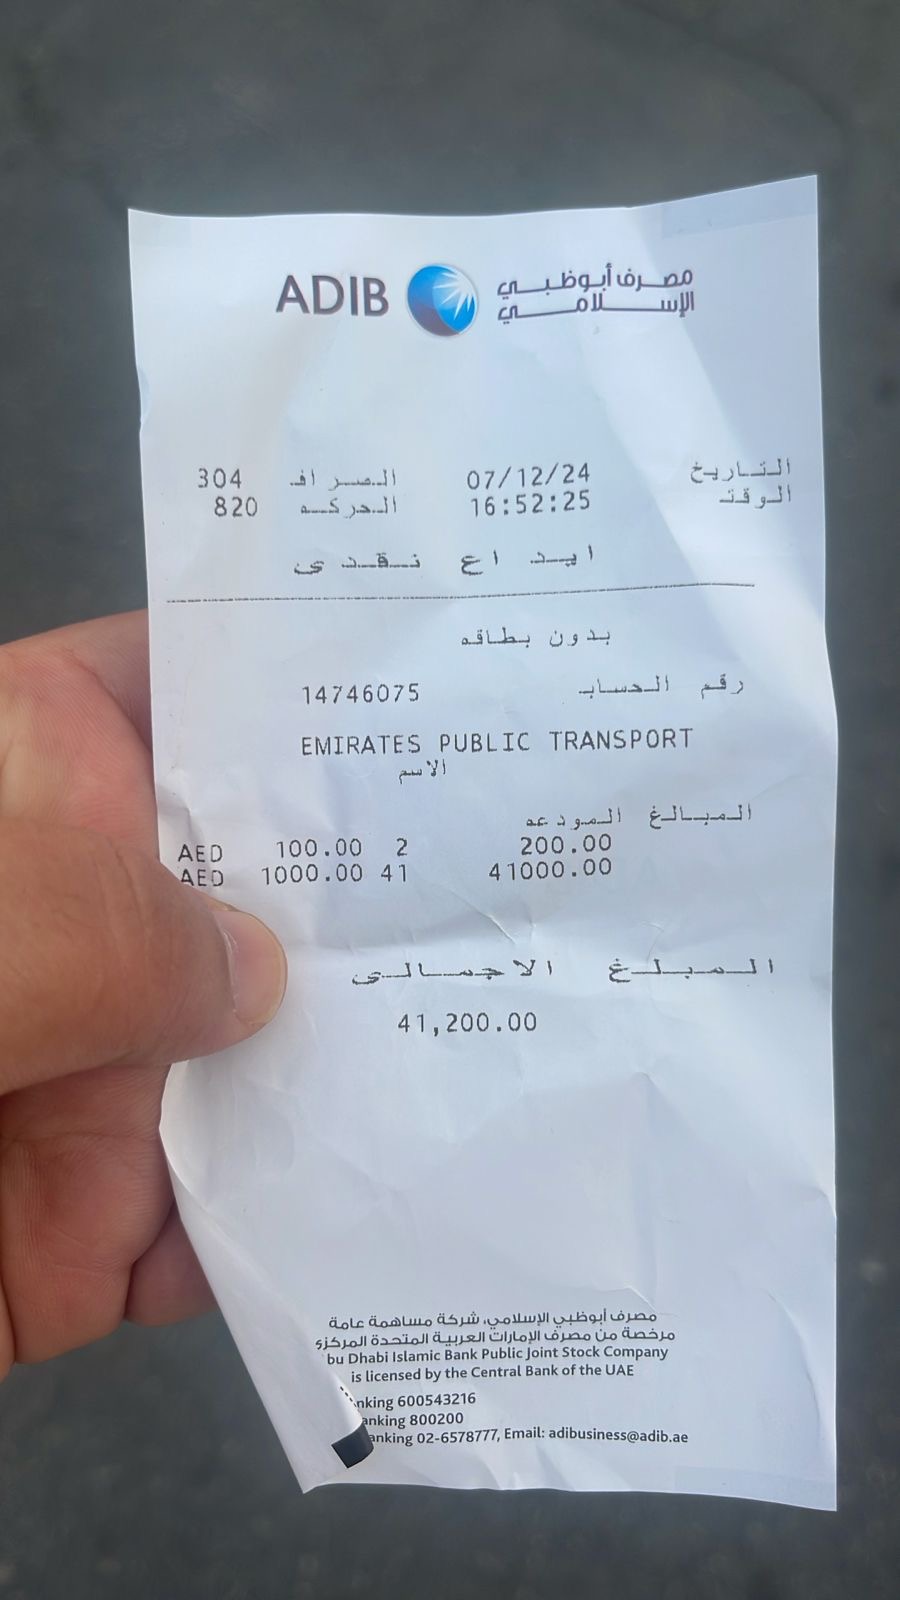 ADIB مصرف أبوظبي الإسلامي
التاريخ 07/12/24 الصراف 304
الوقت 16:52:25 الحركه 820
ايداع نقدى
بدون بطاقه
رقم الحساب 14746075
EMIRATES PUBLIC TRANSPORT
الاسم
المبالغ المودعه
AED 100.00 2 200.00
AED 1000.00 41 41000.00
المبلغ الاجمالى
41,200.00
مصرف أبوظبي الإسلامي، شركة مساهمة عامة
مرخصة من مصرف الإمارات العربية المتحدة المركزي
bu Dhabi Islamic Bank Public Joint Stock Company
is licensed by the Central Bank of the UAE
nking 600543216
anking 800200
anking 02-6578777, Email: adibusiness@adib.ae